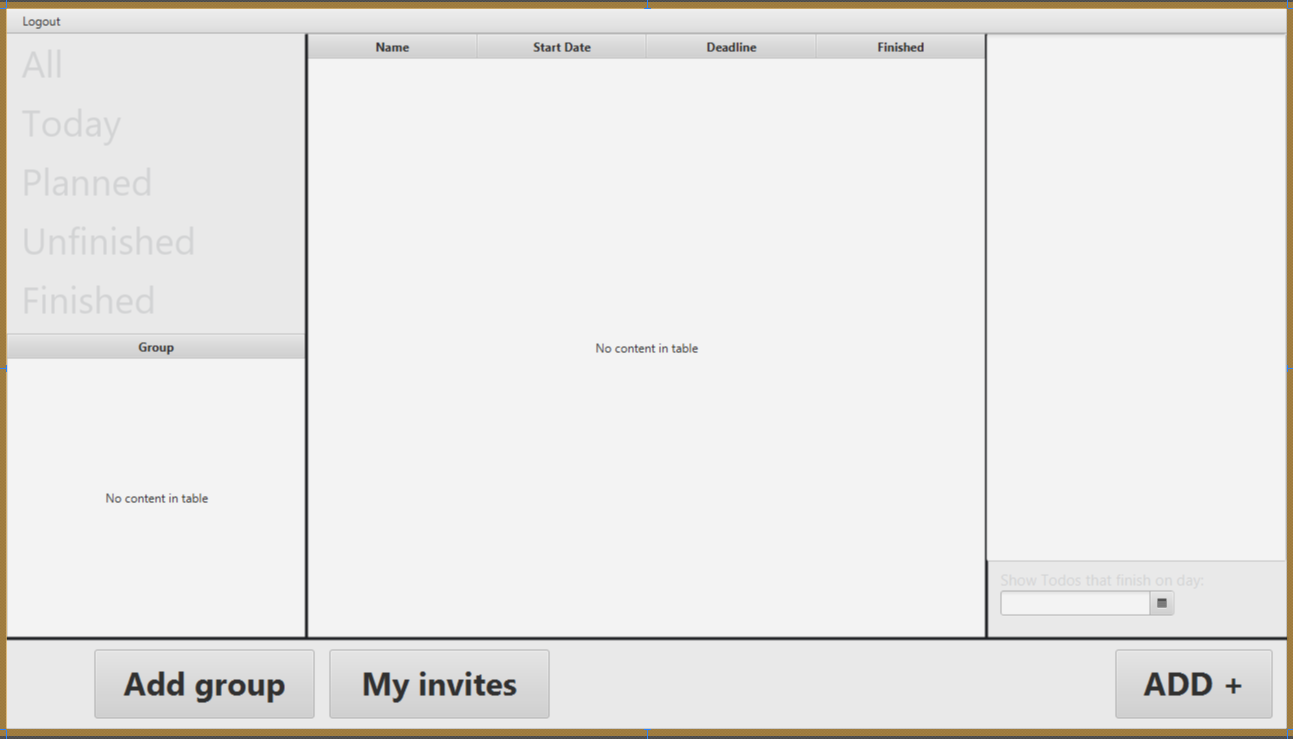 Logout
All
Today
Planned
Unfinished
Finished
Group
No content in table
Name Start Date Deadline Finished
No content in table
Show Todos that finish on day:
Add group My invites ADD +